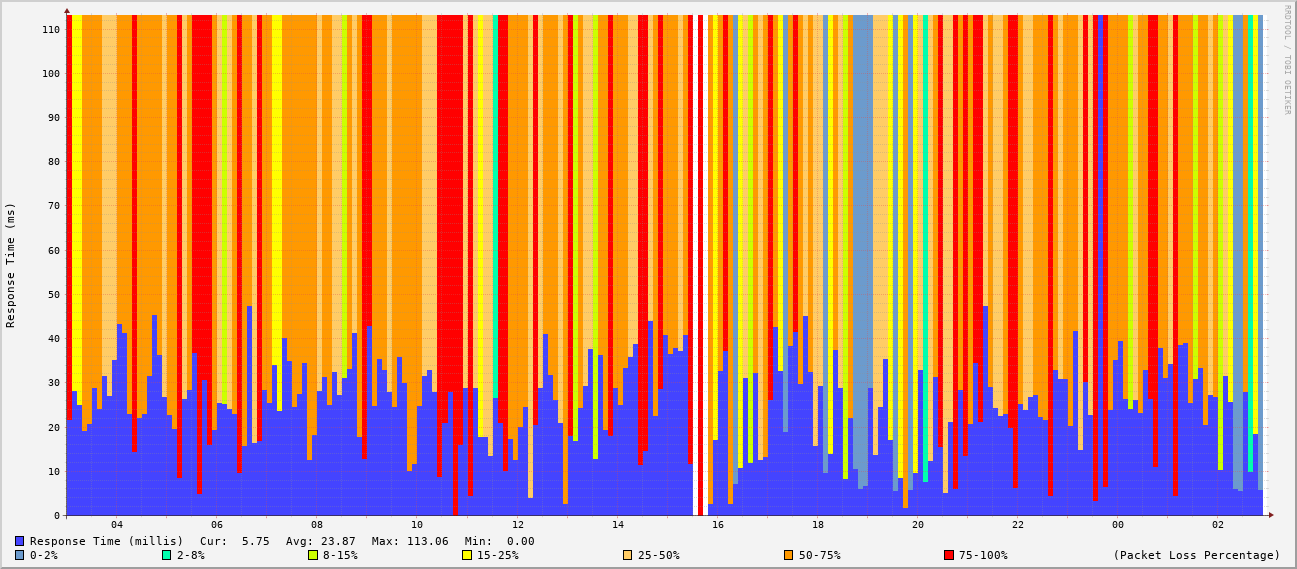 RRDTOOL / TOBI OETIKER
Response Time (ms)
110
100
90
80
70
60
50
40
30
20
10
0
04 06 08 10 12 14 16 18 20 22 00 02
Response Time (millis) Cur: 5.75 Avg: 23.87 Max: 113.06 Min: 0.00
0-2% 2-8% 8-15% 15-25% 25-50% 50-75% 75-100% (Packet Loss Percentage)